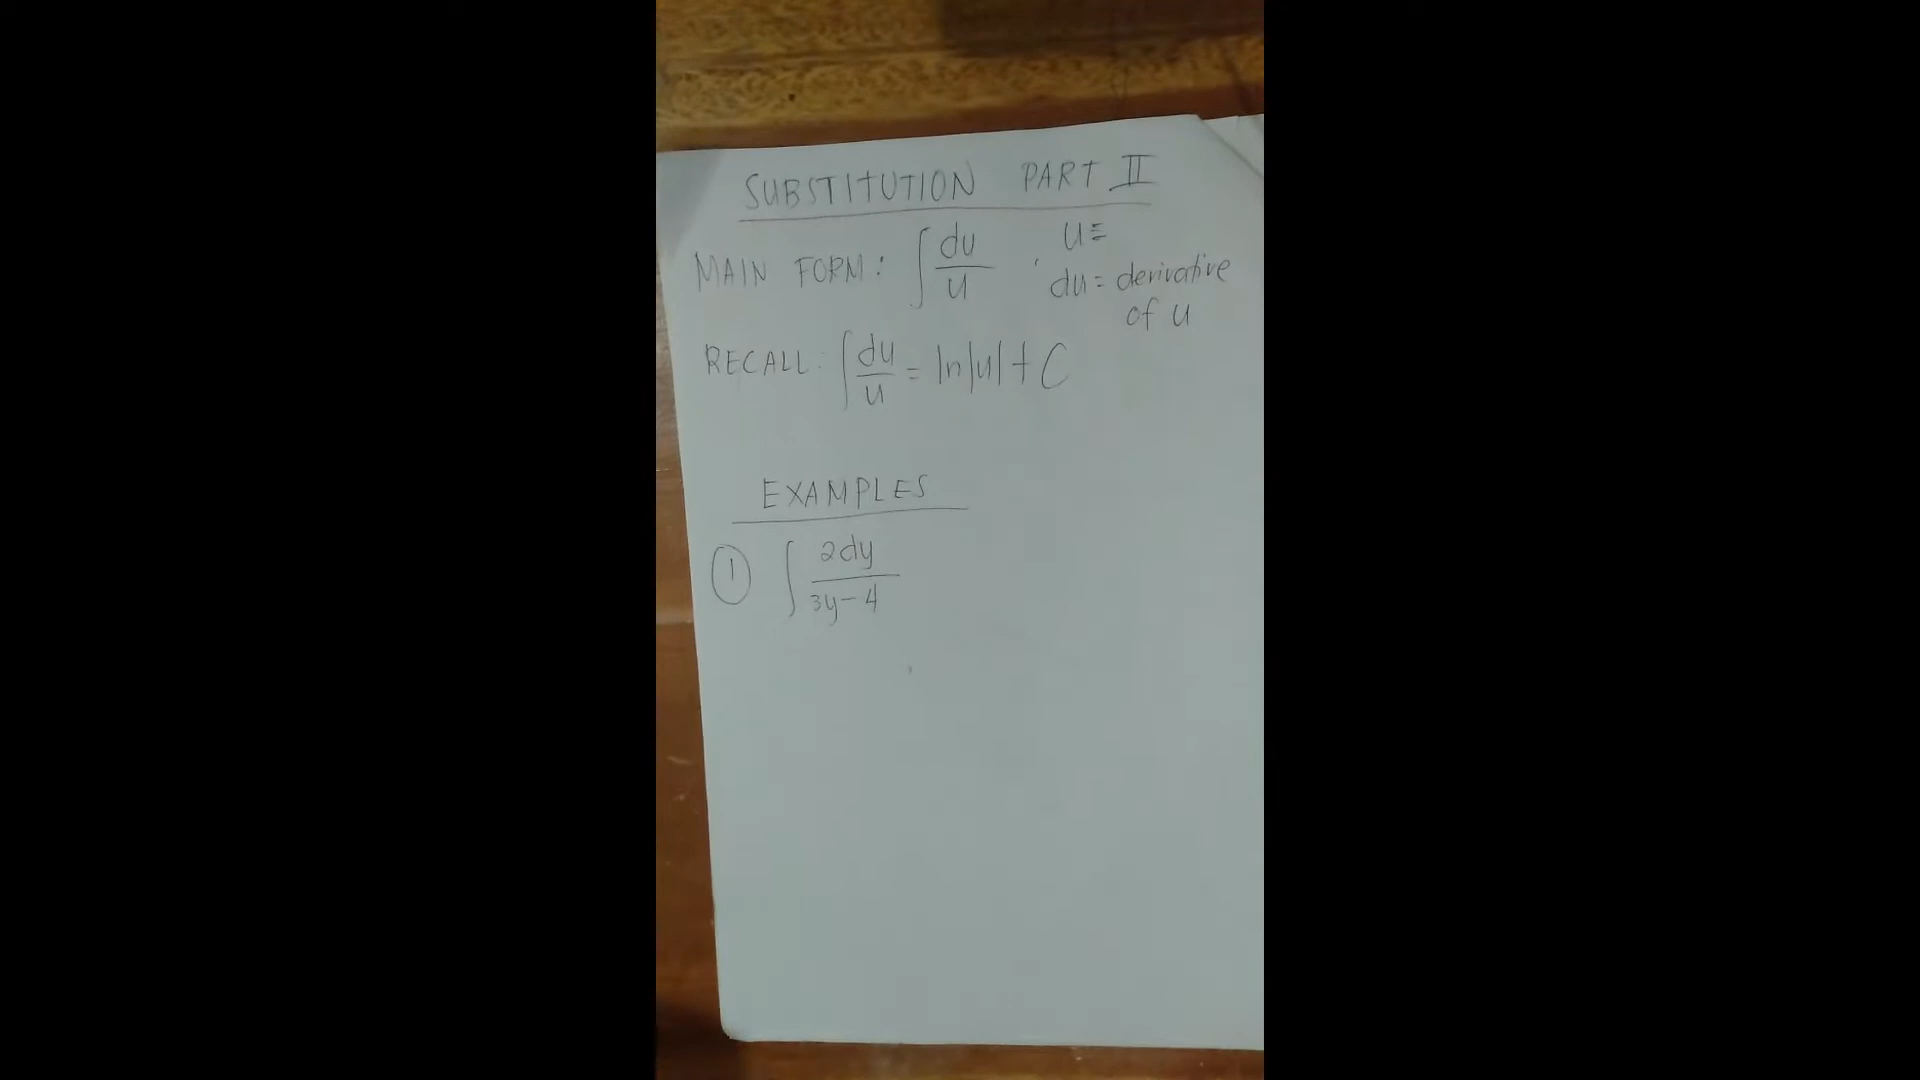 SUBSTITUTION PART II
MAIN FORM: ∫ du/u ; u =
du = derivative
of u
RECALL: ∫ du/u = ln|u| + C
EXAMPLES
① ∫ 2dy/3y-4